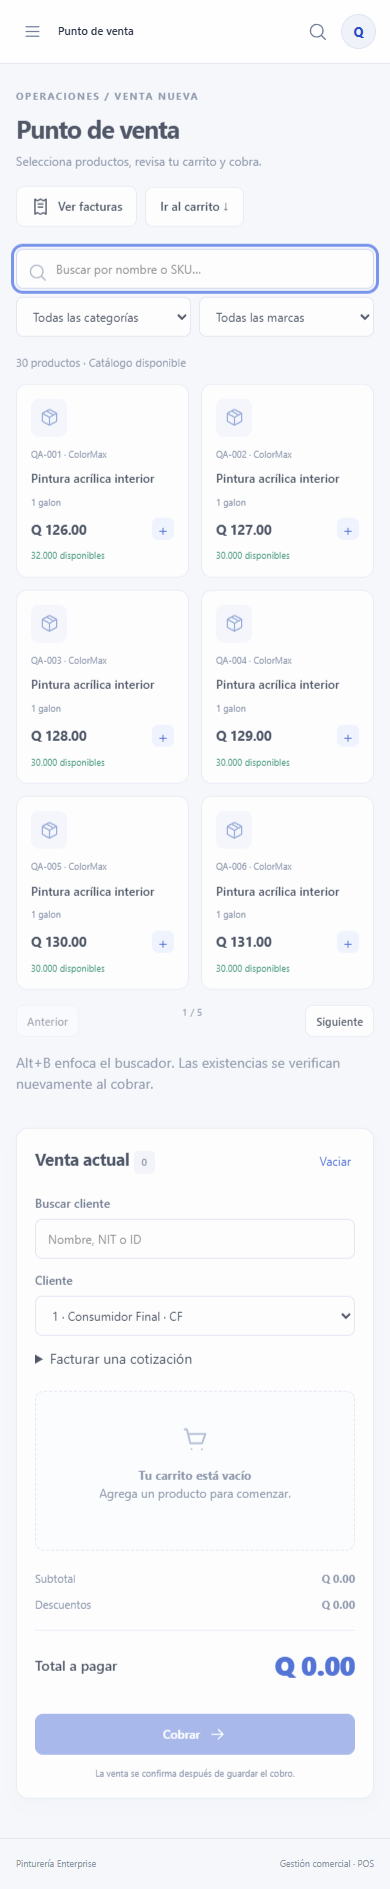 Punto de venta
Q
OPERACIONES / VENTA NUEVA
Punto de venta
Selecciona productos, revisa tu carrito y cobra.
Ver facturas
Ir al carrito ↓
Buscar por nombre o SKU...
Todas las categorías
Todas las marcas
30 productos · Catálogo disponible
QA-001 · ColorMax
Pintura acrílica interior
1 galon
Q 126.00
+
32.000 disponibles
QA-002 · ColorMax
Pintura acrílica interior
1 galon
Q 127.00
+
30.000 disponibles
QA-003 · ColorMax
Pintura acrílica interior
1 galon
Q 128.00
+
30.000 disponibles
QA-004 · ColorMax
Pintura acrílica interior
1 galon
Q 129.00
+
30.000 disponibles
QA-005 · ColorMax
Pintura acrílica interior
1 galon
Q 130.00
+
30.000 disponibles
QA-006 · ColorMax
Pintura acrílica interior
1 galon
Q 131.00
+
30.000 disponibles
Anterior
1 / 5
Siguiente
Alt+B enfoca el buscador. Las existencias se verifican
nuevamente al cobrar.
Venta actual 0
Vaciar
Buscar cliente
Nombre, NIT o ID
Cliente
1 · Consumidor Final · CF
Facturar una cotización
Tu carrito está vacío
Agrega un producto para comenzar.
Subtotal Q 0.00
Descuentos Q 0.00
Total a pagar Q 0.00
Cobrar →
La venta se confirma después de guardar el cobro.
Pinturería Enterprise
Gestión comercial · POS